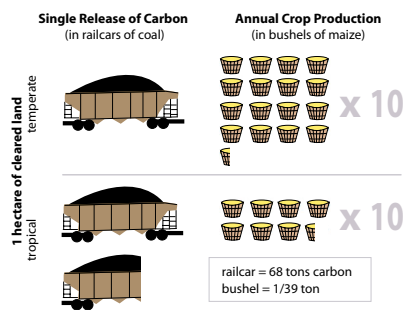 Single Release of Carbon
(in railcars of coal)
Annual Crop Production
(in bushels of maize)
1 hectare of cleared land
temperate
x 10
tropical
x 10
railcar = 68 tons carbon
bushel = 1/39 ton